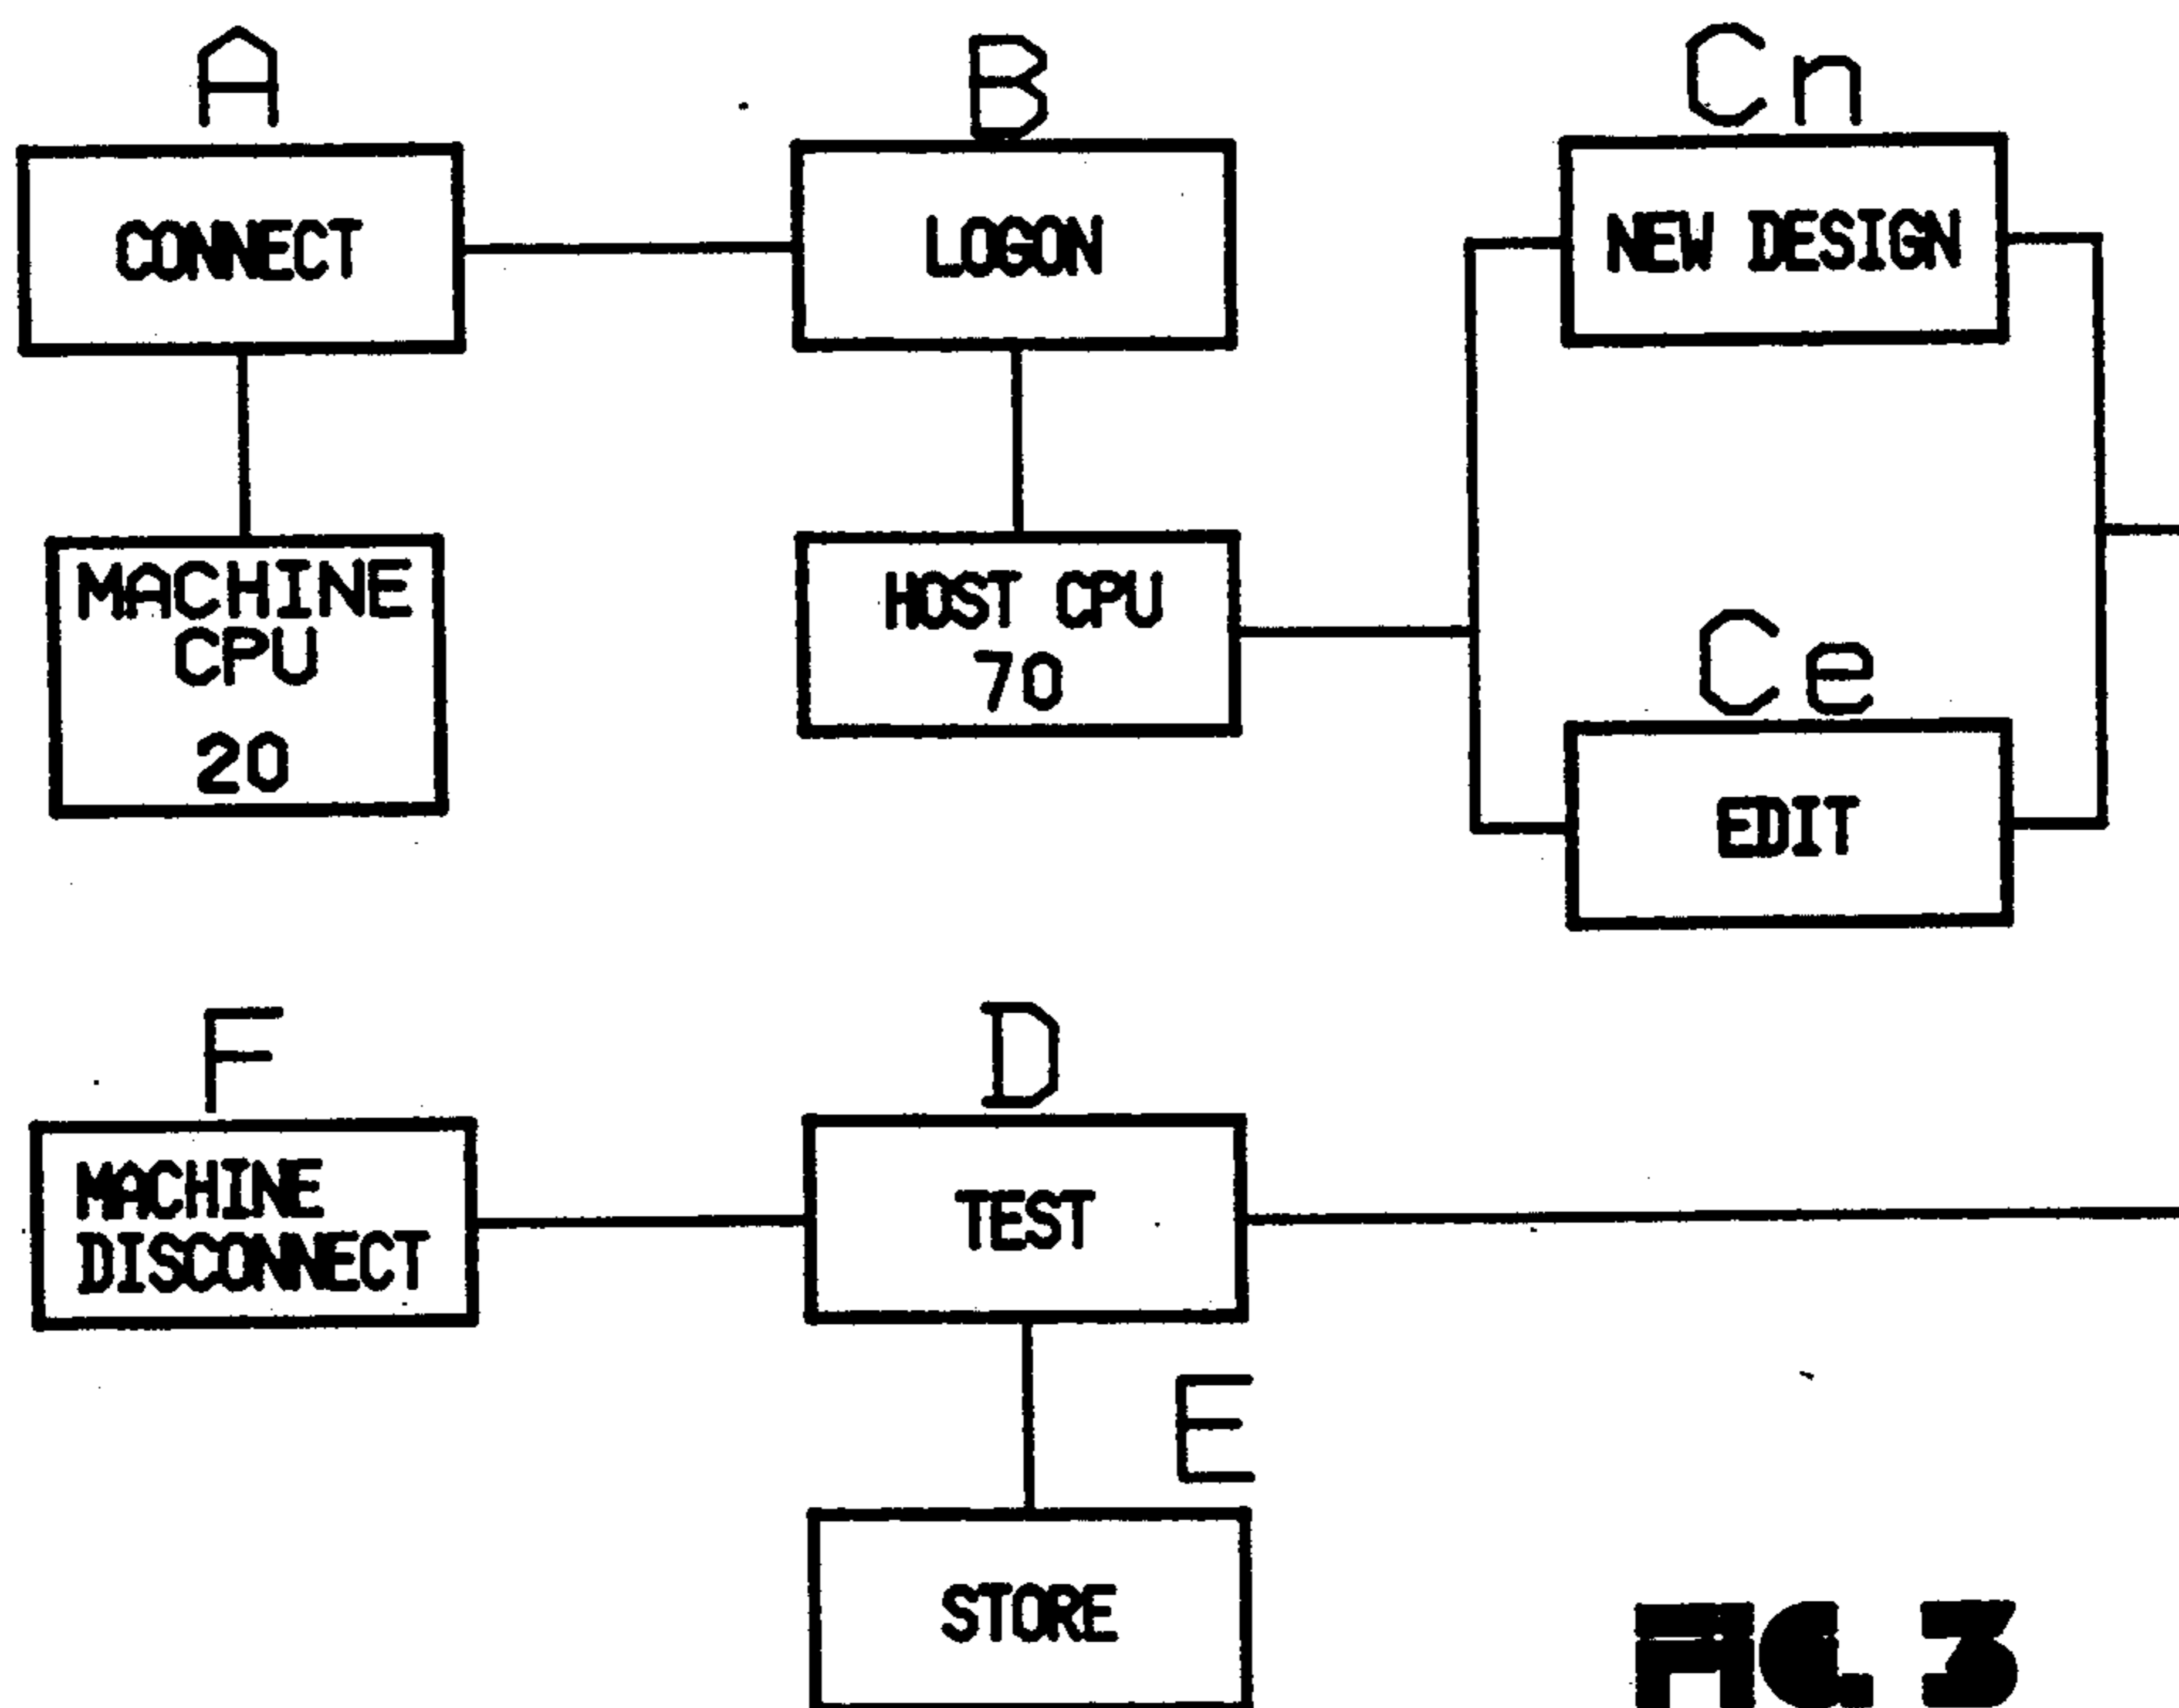 A
CONNECT
MACHINE
CPU
20
B
LOGON
HOST CPU
70
Cn
NEW DESIGN
Ce
EDIT
F
MACHINE
DISCONNECT
D
TEST
E
STORE
FIG. 3